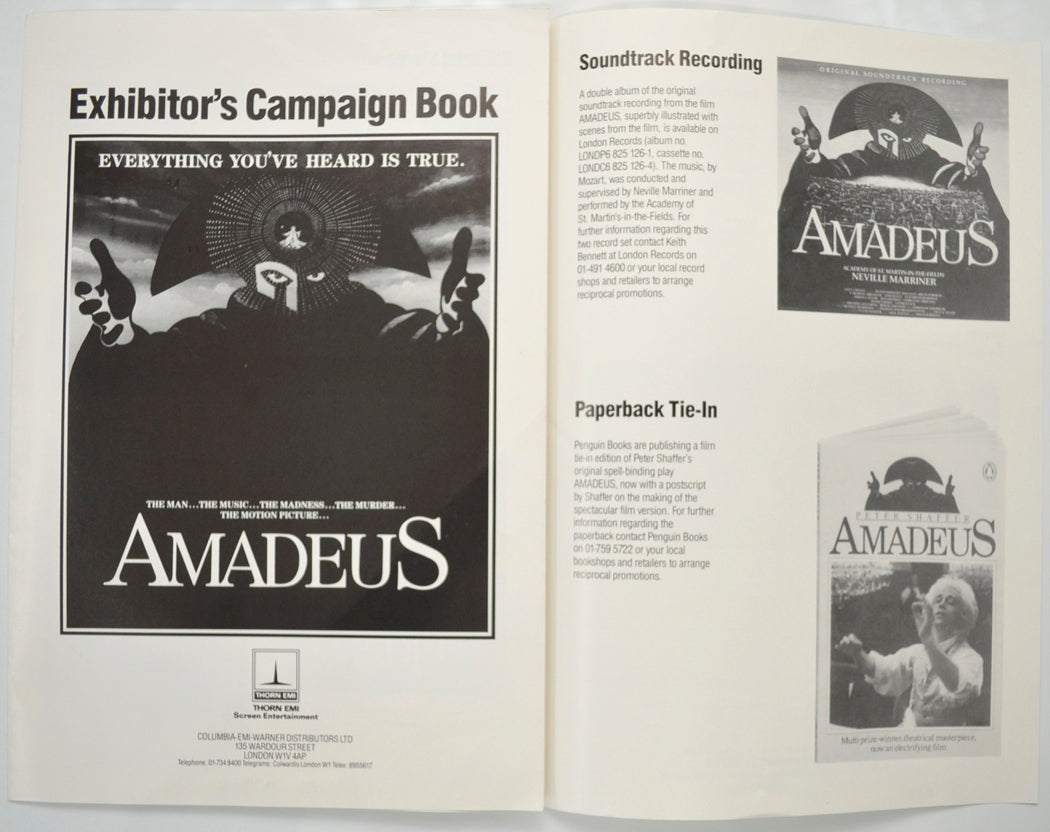 Exhibitor's Campaign Book
EVERYTHING YOU'VE HEARD IS TRUE.
THE MAN...THE MUSIC...THE MADNESS...THE MURDER...
THE MOTION PICTURE...
AMADEUS
THORN EMI
THORN EMI
Screen Entertainment
COLUMBIA-EMI-WARNER DISTRIBUTORS LTD
135 WARDOUR STREET
LONDON W1V 4AP
Telephone: 01-734 8400 Telegrams: Colwardis London W1 Telex: 8955617
Soundtrack Recording
A double album of the original
soundtrack recording from the film
AMADEUS, superbly illustrated with
scenes from the film, is available on
London Records (album no.
LONDP6 825 126-1, cassette no.
LONDC6 825 126-4). The music, by
Mozart, was conducted and
supervised by Neville Marriner and
performed by the Academy of
St. Martin's-in-the-Fields. For
further information regarding this
two record set contact Keith
Bennett at London Records on
01-491 4600 or your local record
shops and retailers to arrange
reciprocal promotions.
ORIGINAL SOUNDTRACK RECORDING
AMADEUS
ACADEMY OF ST. MARTIN-IN-THE-FIELDS
NEVILLE MARRINER
Paperback Tie-In
Penguin Books are publishing a film
tie-in edition of Peter Shaffer's
original spell-binding play
AMADEUS, now with a postscript
by Shaffer on the making of the
spectacular film version. For further
information regarding the
paperback contact Penguin Books
on 01-759 5722 or your local
bookshops and retailers to arrange
reciprocal promotions.
PETER SHAFFER
AMADEUS
Multi prize-winner, theatrical masterpiece,
now an electrifying film